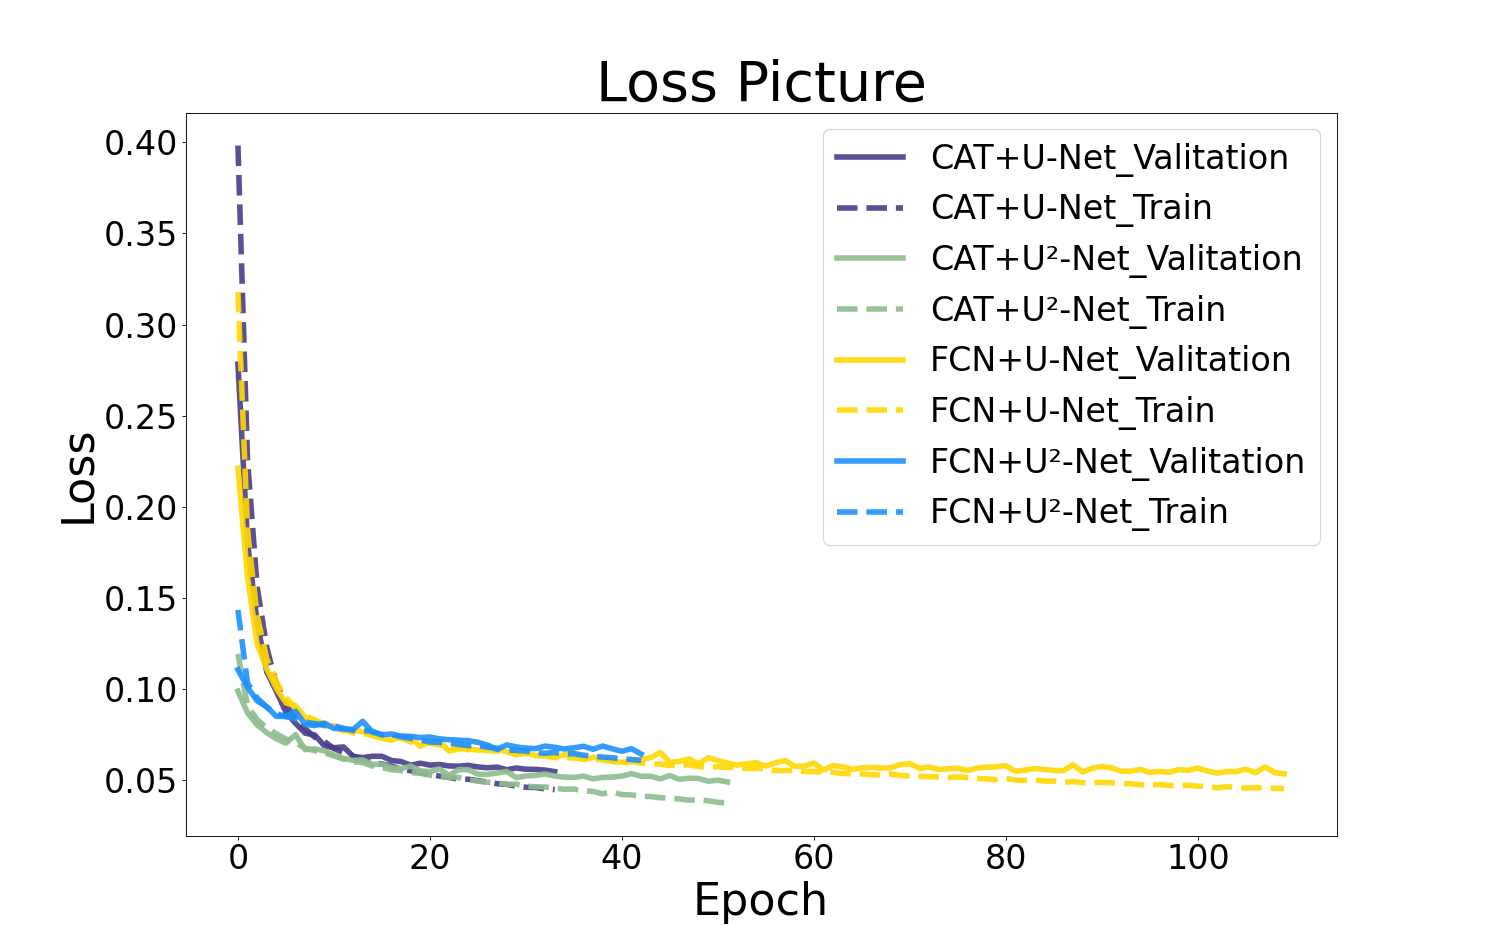 Loss Picture
0.40
0.35
0.30
0.25
0.20
0.15
0.10
0.05
Loss
CAT+U-Net_Valitation
CAT+U-Net_Train
CAT+U²-Net_Valitation
CAT+U²-Net_Train
FCN+U-Net_Valitation
FCN+U-Net_Train
FCN+U²-Net_Valitation
FCN+U²-Net_Train
0 20 40 60 80 100
Epoch